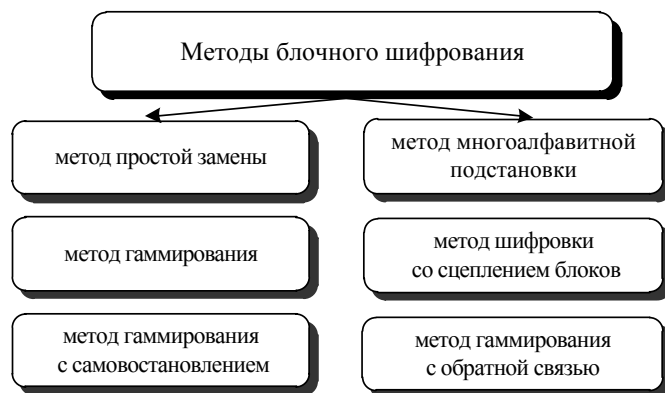 Методы блочного шифрования
метод простой замены
метод многоалфавитной
подстановки
метод гаммирования
метод шифровки
со сцеплением блоков
метод гаммирования
с самовостановлением
метод гаммирования
с обратной связью